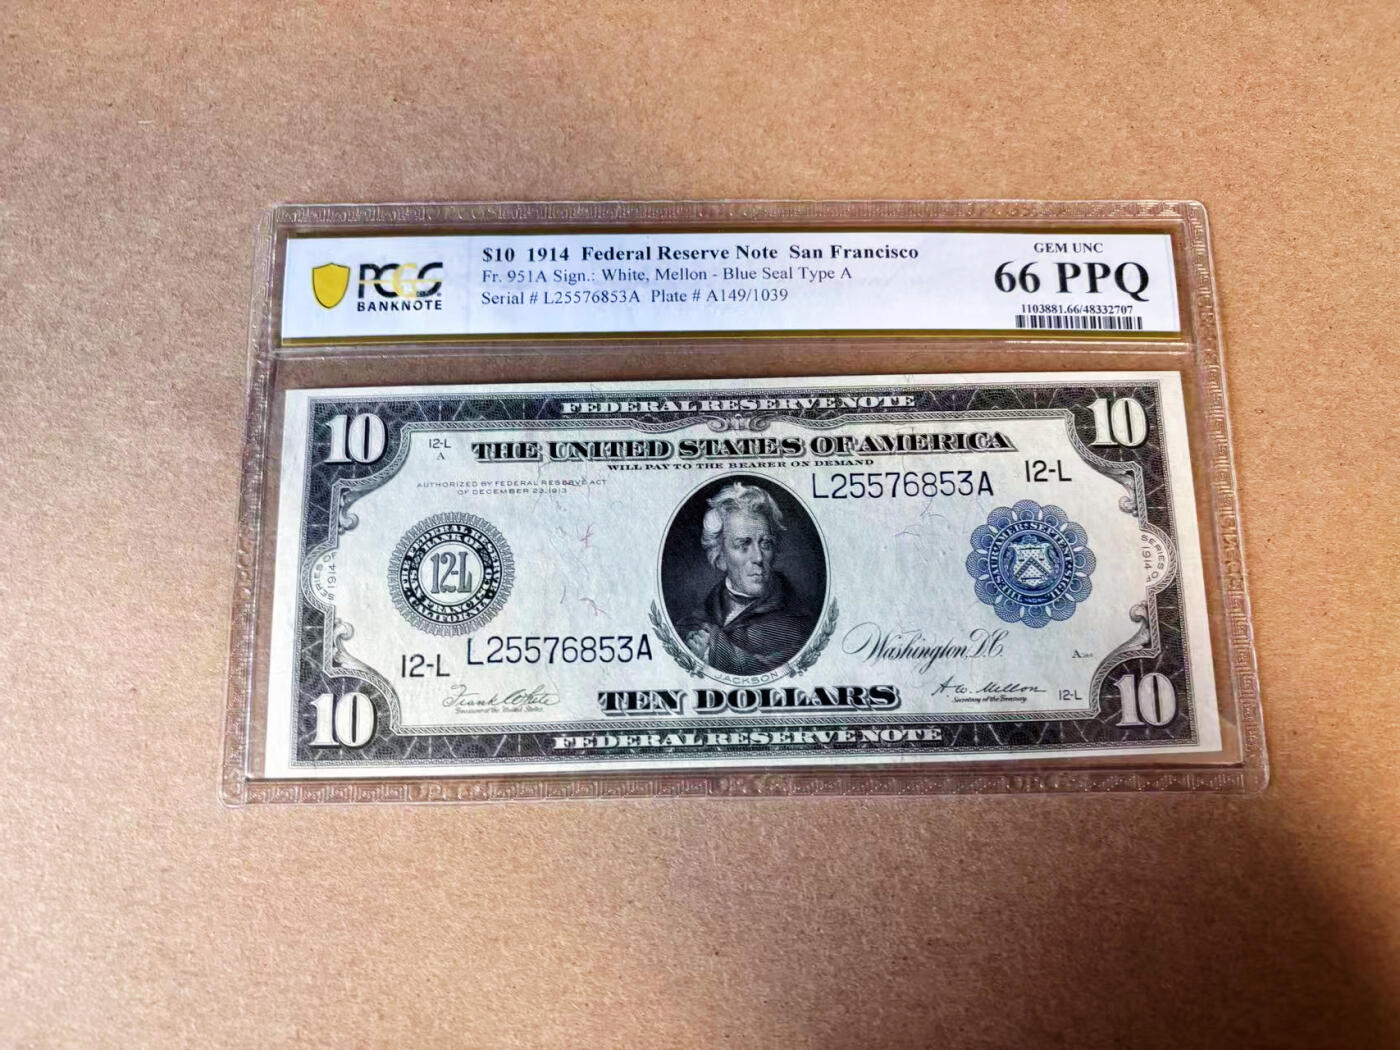 PCGS
BANKNOTE
$10 1914 Federal Reserve Note San Francisco
Fr. 951A Sign.: White, Mellon - Blue Seal Type A
Serial # L25576853A Plate # A149/1039
GEM UNC
66 PPQ
1103881.66/48332707
FEDERAL RESERVE NOTE
10
10
12-L
A
THE UNITED STATES OF AMERICA
WILL PAY TO THE BEARER ON DEMAND
AUTHORIZED BY FEDERAL RESERVE ACT
OF DECEMBER 23, 1913
L25576853A
12-L
SERIES OF 1914
12-L
SERIES OF 1914
12-L
L25576853A
JACKSON
Washington, D.C.
A
Frank White
Treasurer of the United States.
TEN DOLLARS
A.W. Mellon
Secretary of the Treasury.
12-L
10
10
FEDERAL RESERVE NOTE